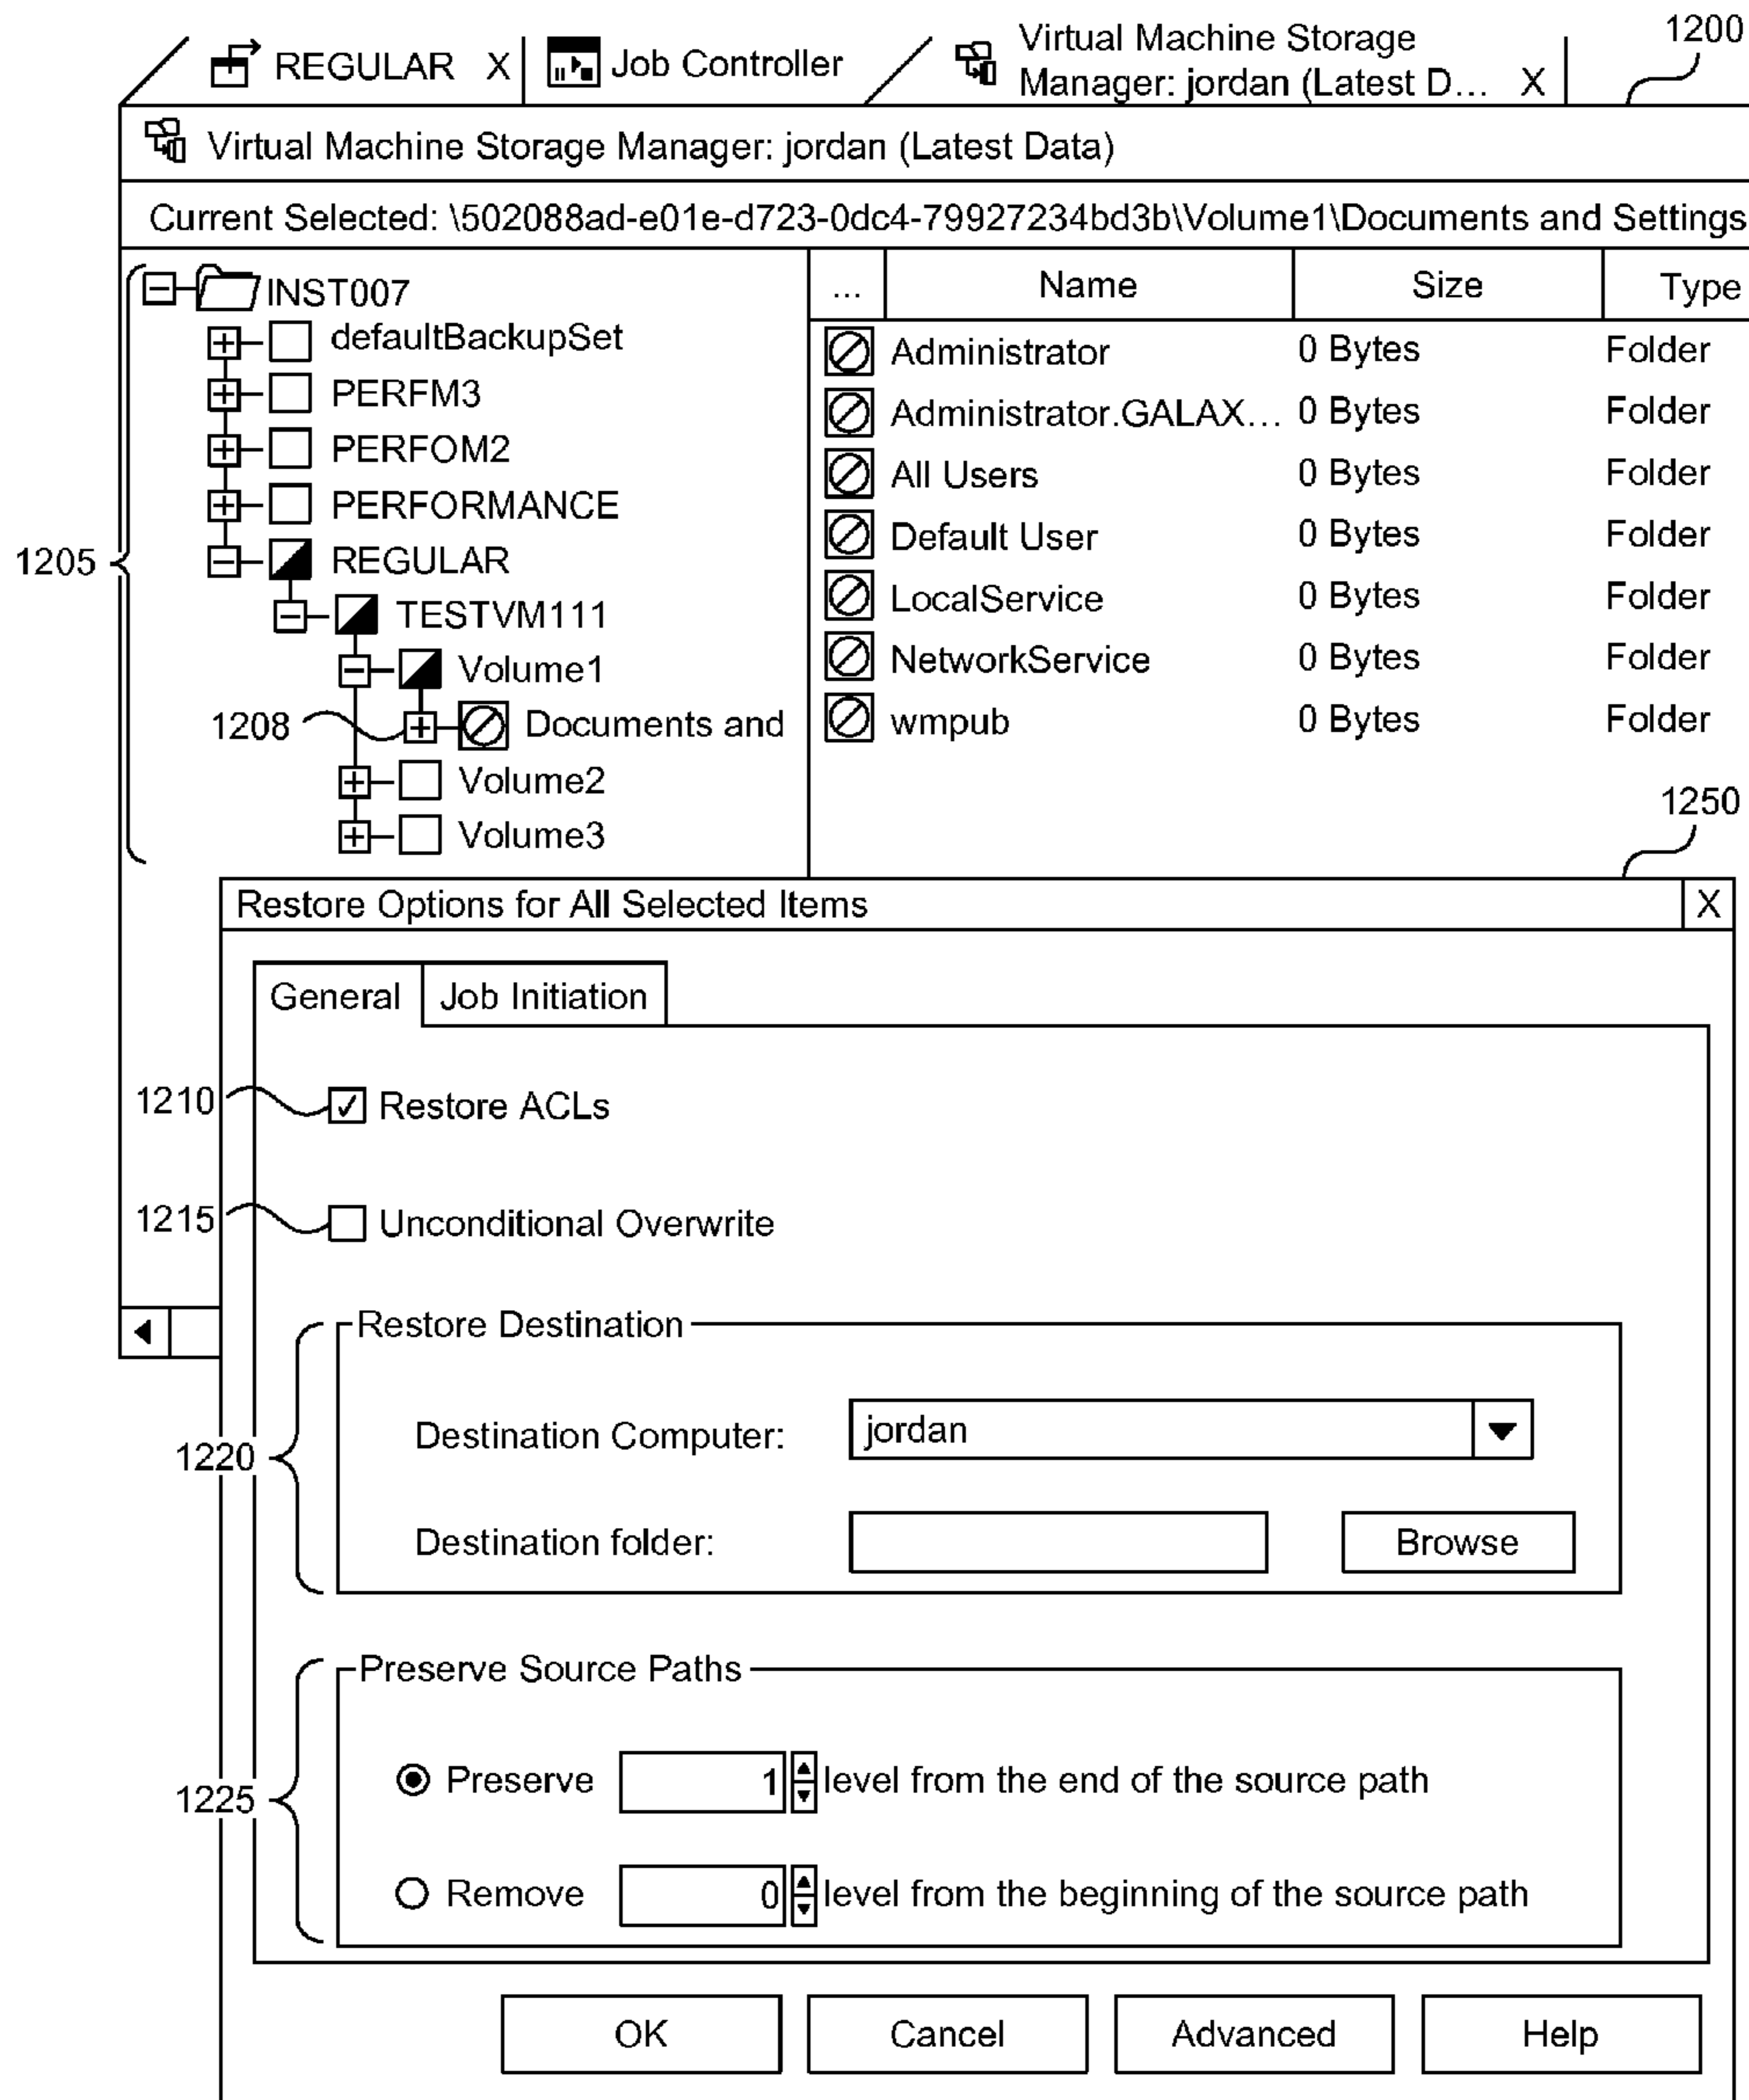 1200
REGULAR X
Job Controller
Virtual Machine Storage
Manager: jordan (Latest D... X
Virtual Machine Storage Manager: jordan (Latest Data)
Current Selected: \502088ad-e01e-d723-0dc4-79927234bd3b\Volume1\Documents and Settings
1205
INST007
defaultBackupSet
PERFM3
PERFOM2
PERFORMANCE
REGULAR
TESTVM111
Volume1
1208
Documents and
Volume2
Volume3
... Name Size Type
Administrator 0 Bytes Folder
Administrator.GALAX... 0 Bytes Folder
All Users 0 Bytes Folder
Default User 0 Bytes Folder
LocalService 0 Bytes Folder
NetworkService 0 Bytes Folder
wmpub 0 Bytes Folder
1250
Restore Options for All Selected Items X
General Job Initiation
1210 Restore ACLs
1215 Unconditional Overwrite
1220
Restore Destination
Destination Computer: jordan
Destination folder: Browse
1225
Preserve Source Paths
Preserve 1 level from the end of the source path
Remove 0 level from the beginning of the source path
OK Cancel Advanced Help